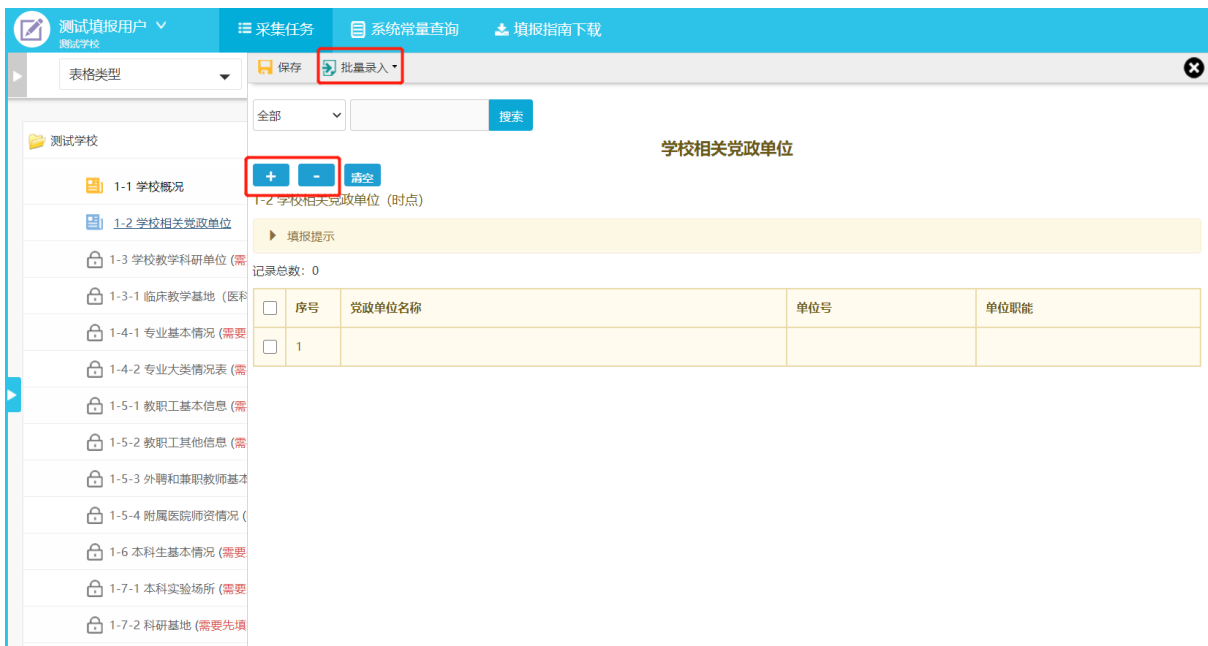 测试填报用户
测试学校
采集任务
系统常量查询
填报指南下载
表格类型
保存
批量录入
全部
搜索
学校相关党政单位
+
-
清空
1-2 学校相关党政单位（时点）
填报提示
记录总数：0
序号 党政单位名称 单位号 单位职能
1
测试学校
1-1 学校概况
1-2 学校相关党政单位
1-3 学校教学科研单位 (需
1-3-1 临床教学基地（医科
1-4-1 专业基本情况 (需要
1-4-2 专业大类情况表 (需
1-5-1 教职工基本信息 (需
1-5-2 教职工其他信息 (需
1-5-3 外聘和兼职教师基本
1-5-4 附属医院师资情况 (
1-6 本科生基本情况 (需要
1-7-1 本科实验场所 (需要
1-7-2 科研基地 (需要先填